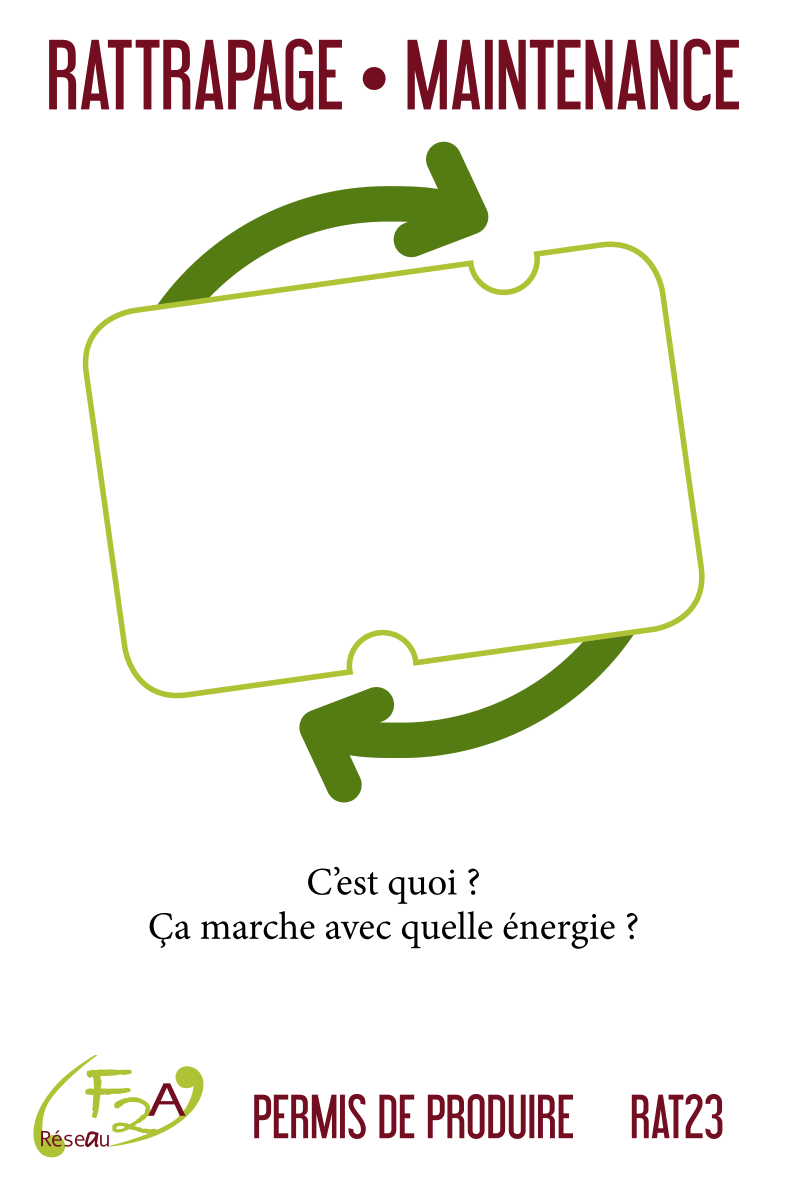 RATTRAPAGE • MAINTENANCE
C’est quoi ?
Ça marche avec quelle énergie ?
F2A
Réseau
PERMIS DE PRODUIRE RAT23